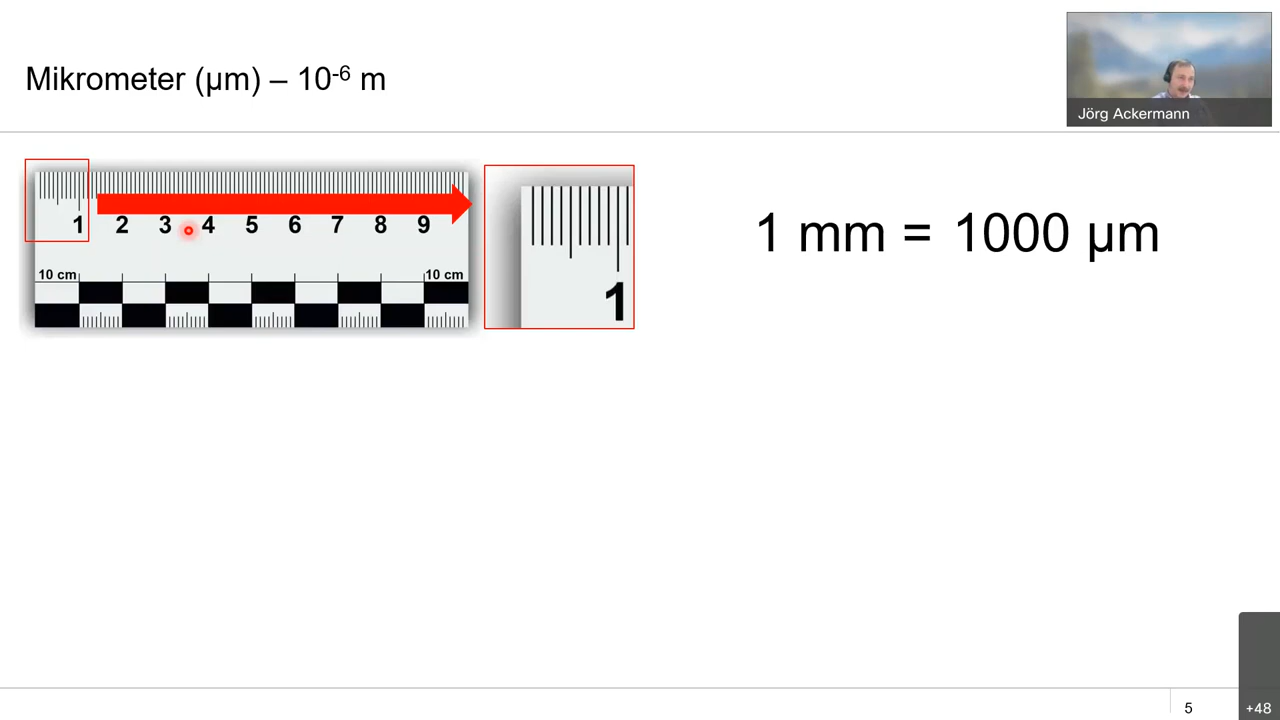 Mikrometer (µm) – 10⁻⁶ m
Jörg Ackermann
1 2 3 4 5 6 7 8 9
10 cm 10 cm
1
1 mm = 1000 µm
5
+48